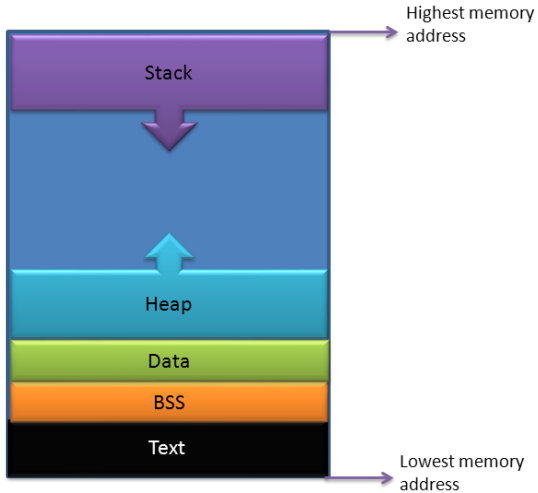 Highest memory
address
Stack
Heap
Data
BSS
Text
Lowest memory
address